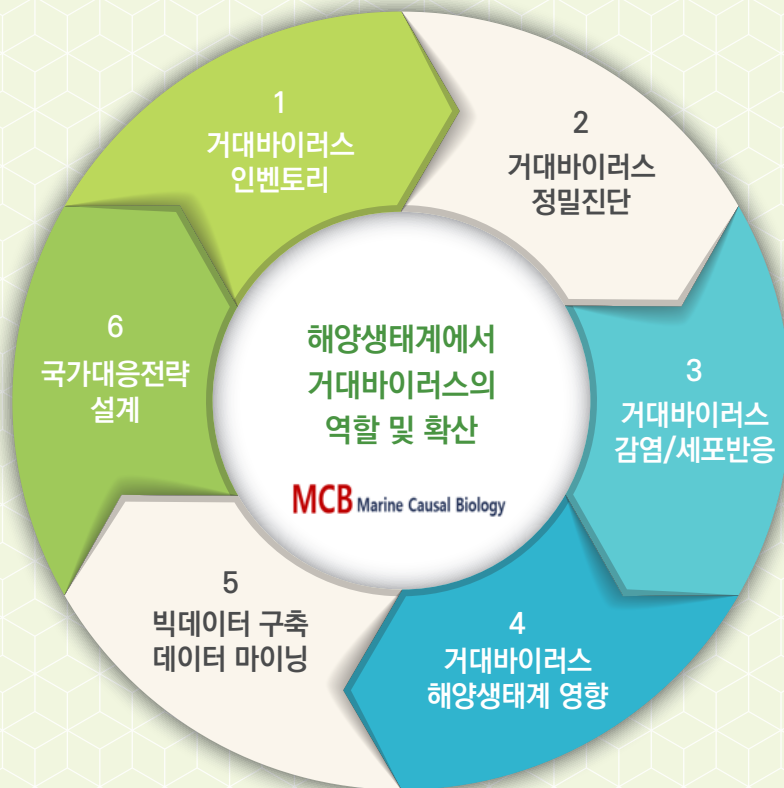 1
거대바이러스
인벤토리
2
거대바이러스
정밀진단
3
거대바이러스
감염/세포반응
4
거대바이러스
해양생태계 영향
5
빅데이터 구축
데이터 마이닝
6
국가대응전략
설계
해양생태계에서
거대바이러스의
역할 및 확산
MCB Marine Causal Biology